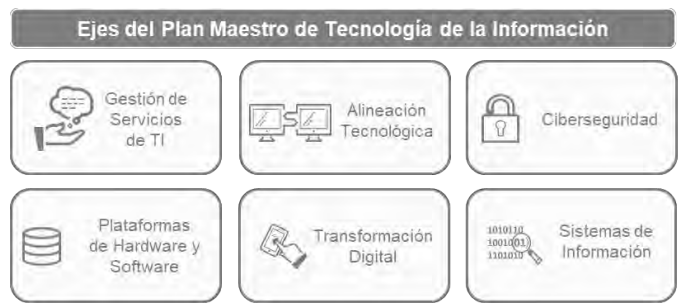 Ejes del Plan Maestro de Tecnología de la Información
Gestión de
Servicios
de TI
Alineación
Tecnológica
Ciberseguridad
Plataformas
de Hardware y
Software
Transformación
Digital
1010110
1001001
1101010
Sistemas de
Información